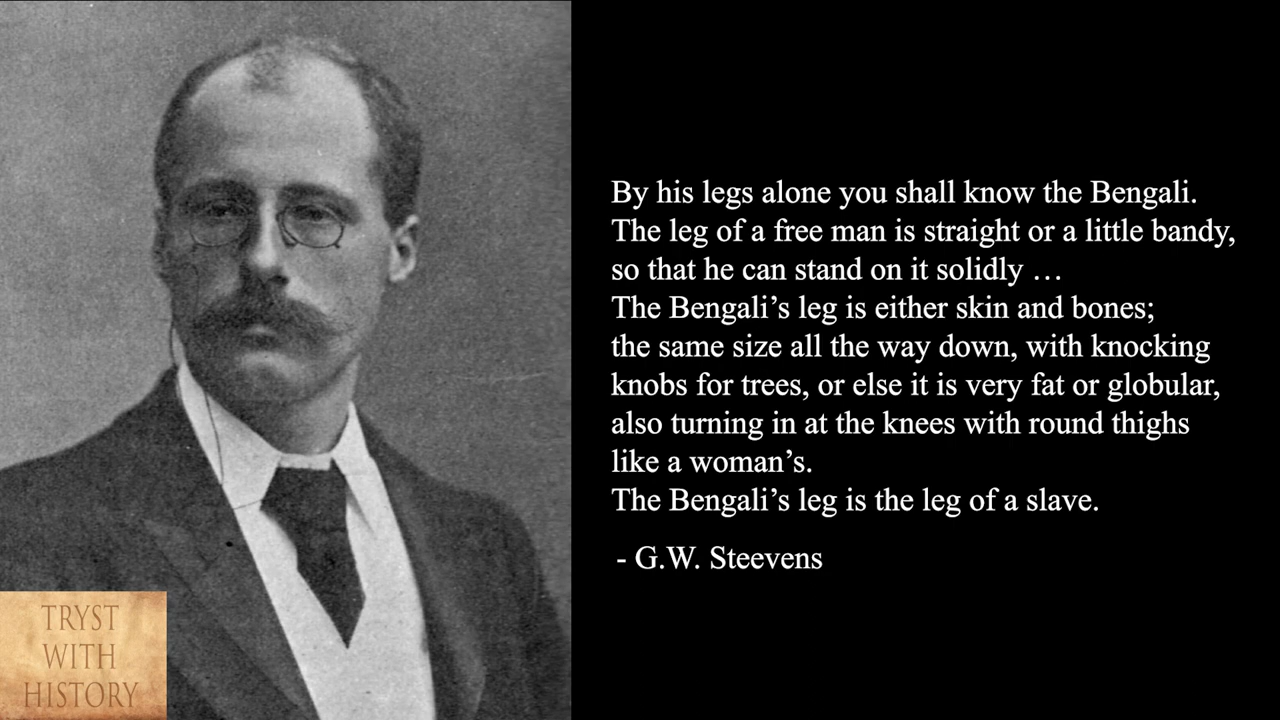 By his legs alone you shall know the Bengali.
The leg of a free man is straight or a little bandy,
so that he can stand on it solidly …
The Bengali’s leg is either skin and bones;
the same size all the way down, with knocking
knobs for trees, or else it is very fat or globular,
also turning in at the knees with round thighs
like a woman’s.
The Bengali’s leg is the leg of a slave.
- G.W. Steevens
TRYST
WITH
HISTORY